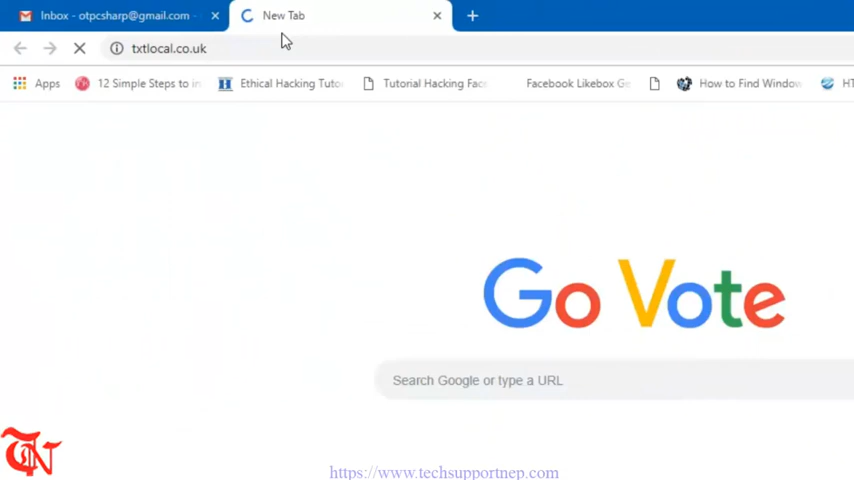 Inbox - otpcsharp@gmail.com -
New Tab
txtlocal.co.uk
Apps
12 Simple Steps to in
Ethical Hacking Tuto
Tutorial Hacking Face
Facebook Likebox Ge
How to Find Window
HT
Go Vote
Search Google or type a URL
TN
https://www.techsupportnep.com